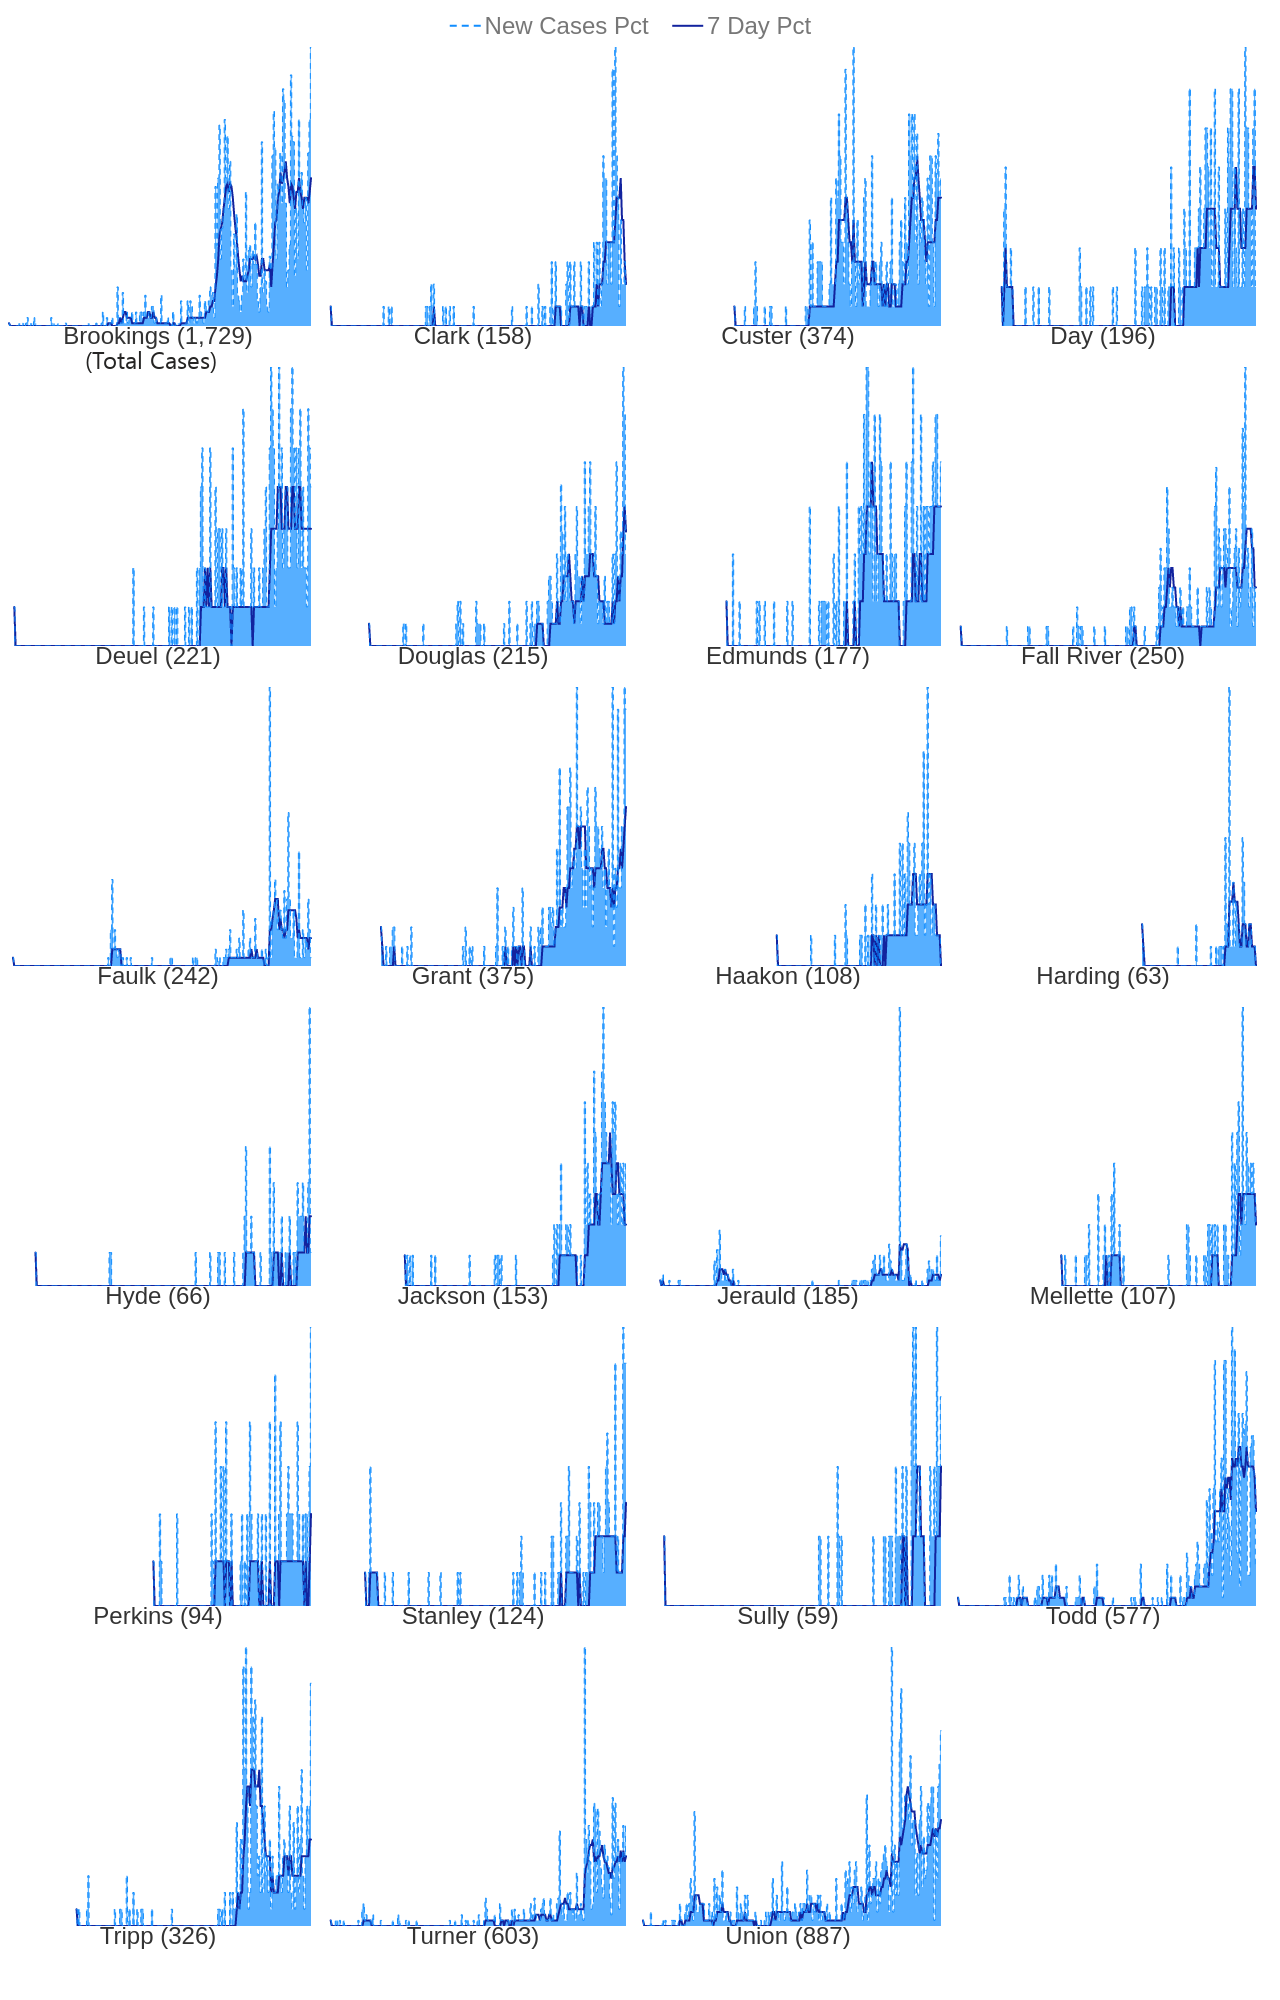 New Cases Pct 7 Day Pct
Brookings (1,729) Clark (158) Custer (374) Day (196)
(Total Cases)
Deuel (221) Douglas (215) Edmunds (177) Fall River (250)
Faulk (242) Grant (375) Haakon (108) Harding (63)
Hyde (66) Jackson (153) Jerauld (185) Mellette (107)
Perkins (94) Stanley (124) Sully (59) Todd (577)
Tripp (326) Turner (603) Union (887)